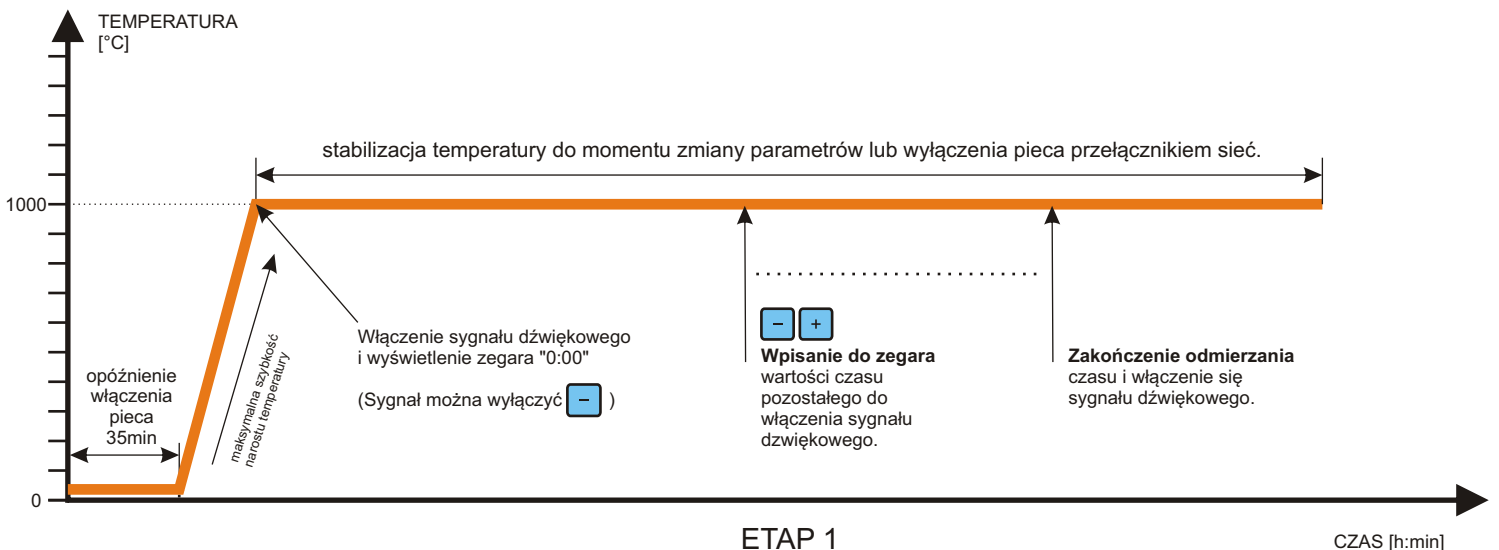 TEMPERATURA
[°C]
stabilizacja temperatury do momentu zmiany parametrów lub wyłączenia pieca przełącznikiem sieć.
1000
opóźnienie
włączenia
pieca
35min
maksymalna szybkość
narostu temperatury
Włączenie sygnału dźwiękowego
i wyświetlenie zegara "0:00"
(Sygnał można wyłączyć - )
- +
Wpisanie do zegara
wartości czasu
pozostałego do
włączenia sygnału
dzwiękowego.
Zakończenie odmierzania
czasu i włączenie się
sygnału dźwiękowego.
0
ETAP 1
CZAS [h:min]